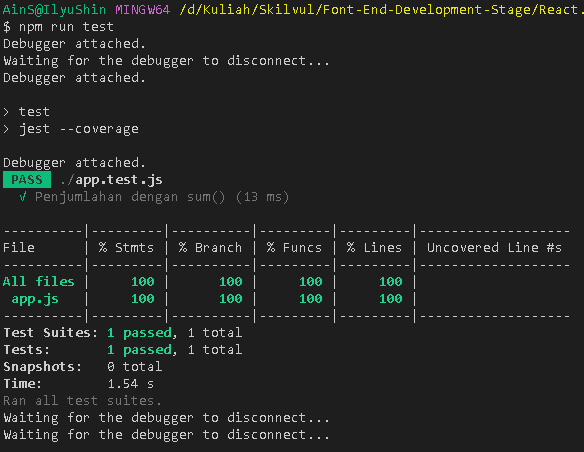 AinS@IlyuShin MINGW64 /d/Kuliah/Skilvul/Font-End-Development-Stage/React.
$ npm run test
Debugger attached.
Waiting for the debugger to disconnect...
Debugger attached.
> test
> jest --coverage
Debugger attached.
PASS ./app.test.js
√ Penjumlahan dengan sum() (13 ms)
----------|---------|----------|---------|---------|-------------------
File      | % Stmts | % Branch | % Funcs | % Lines | Uncovered Line #s
----------|---------|----------|---------|---------|-------------------
All files |     100 |      100 |     100 |     100 |
 app.js   |     100 |      100 |     100 |     100 |
----------|---------|----------|---------|---------|-------------------
Test Suites: 1 passed, 1 total
Tests:       1 passed, 1 total
Snapshots:   0 total
Time:        1.54 s
Ran all test suites.
Waiting for the debugger to disconnect...
Waiting for the debugger to disconnect...